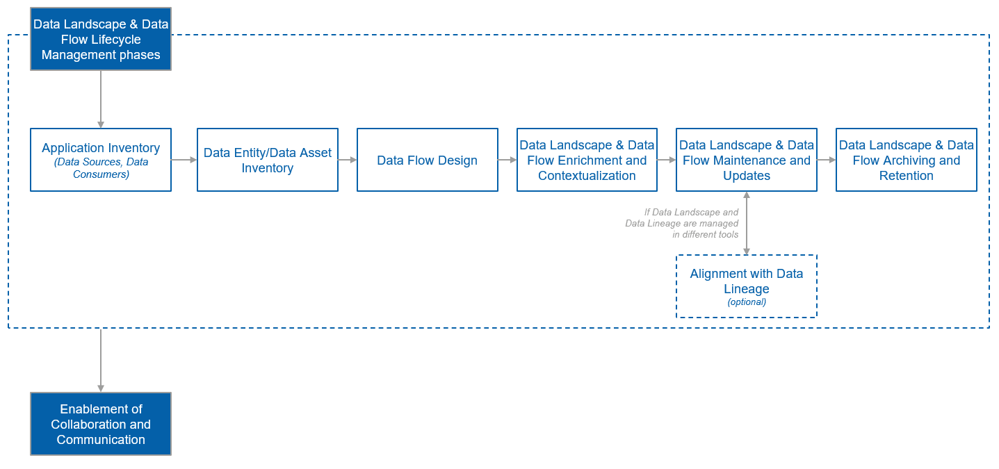 Data Landscape & Data
Flow Lifecycle
Management phases
Application Inventory
(Data Sources, Data
Consumers)
Data Entity/Data Asset
Inventory
Data Flow Design
Data Landscape & Data
Flow Enrichment and
Contextualization
Data Landscape & Data
Flow Maintenance and
Updates
Data Landscape & Data
Flow Archiving and
Retention
If Data Landscape and
Data Lineage are managed
in different tools
Alignment with Data
Lineage
(optional)
Enablement of
Collaboration and
Communication